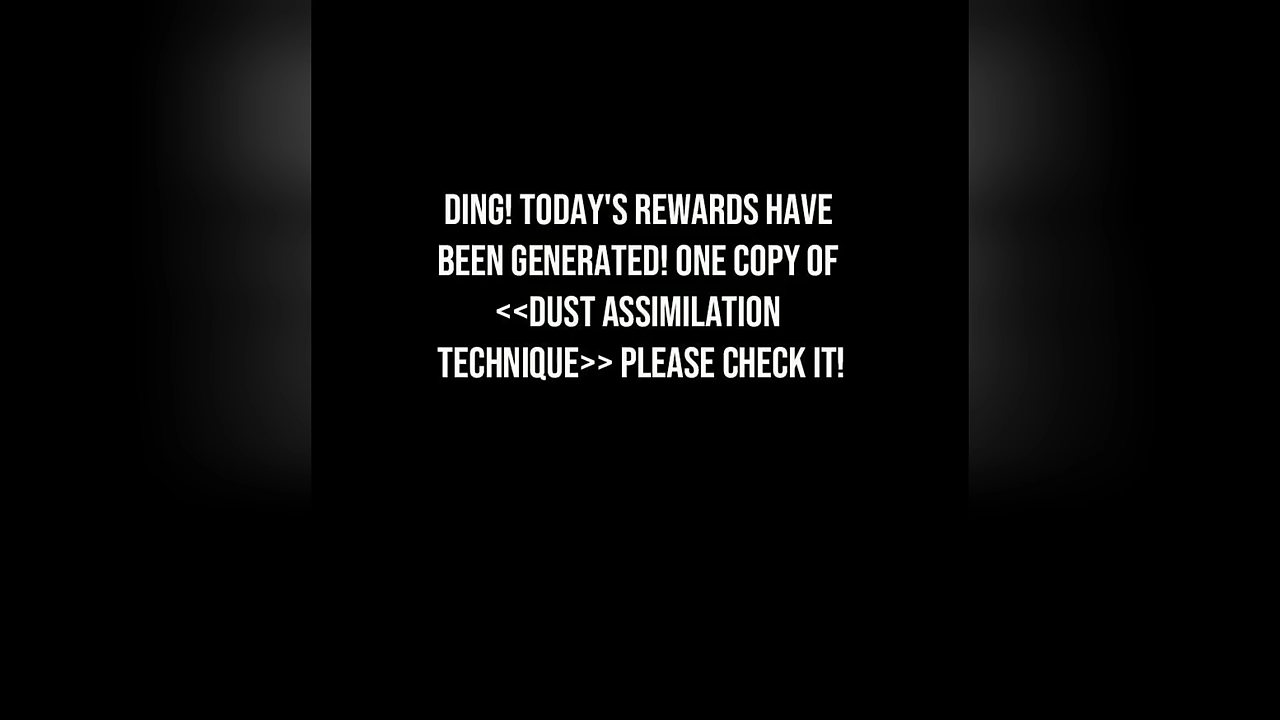 DING! TODAY'S REWARDS HAVE
BEEN GENERATED! ONE COPY OF
<<DUST ASSIMILATION
TECHNIQUE>> PLEASE CHECK IT!